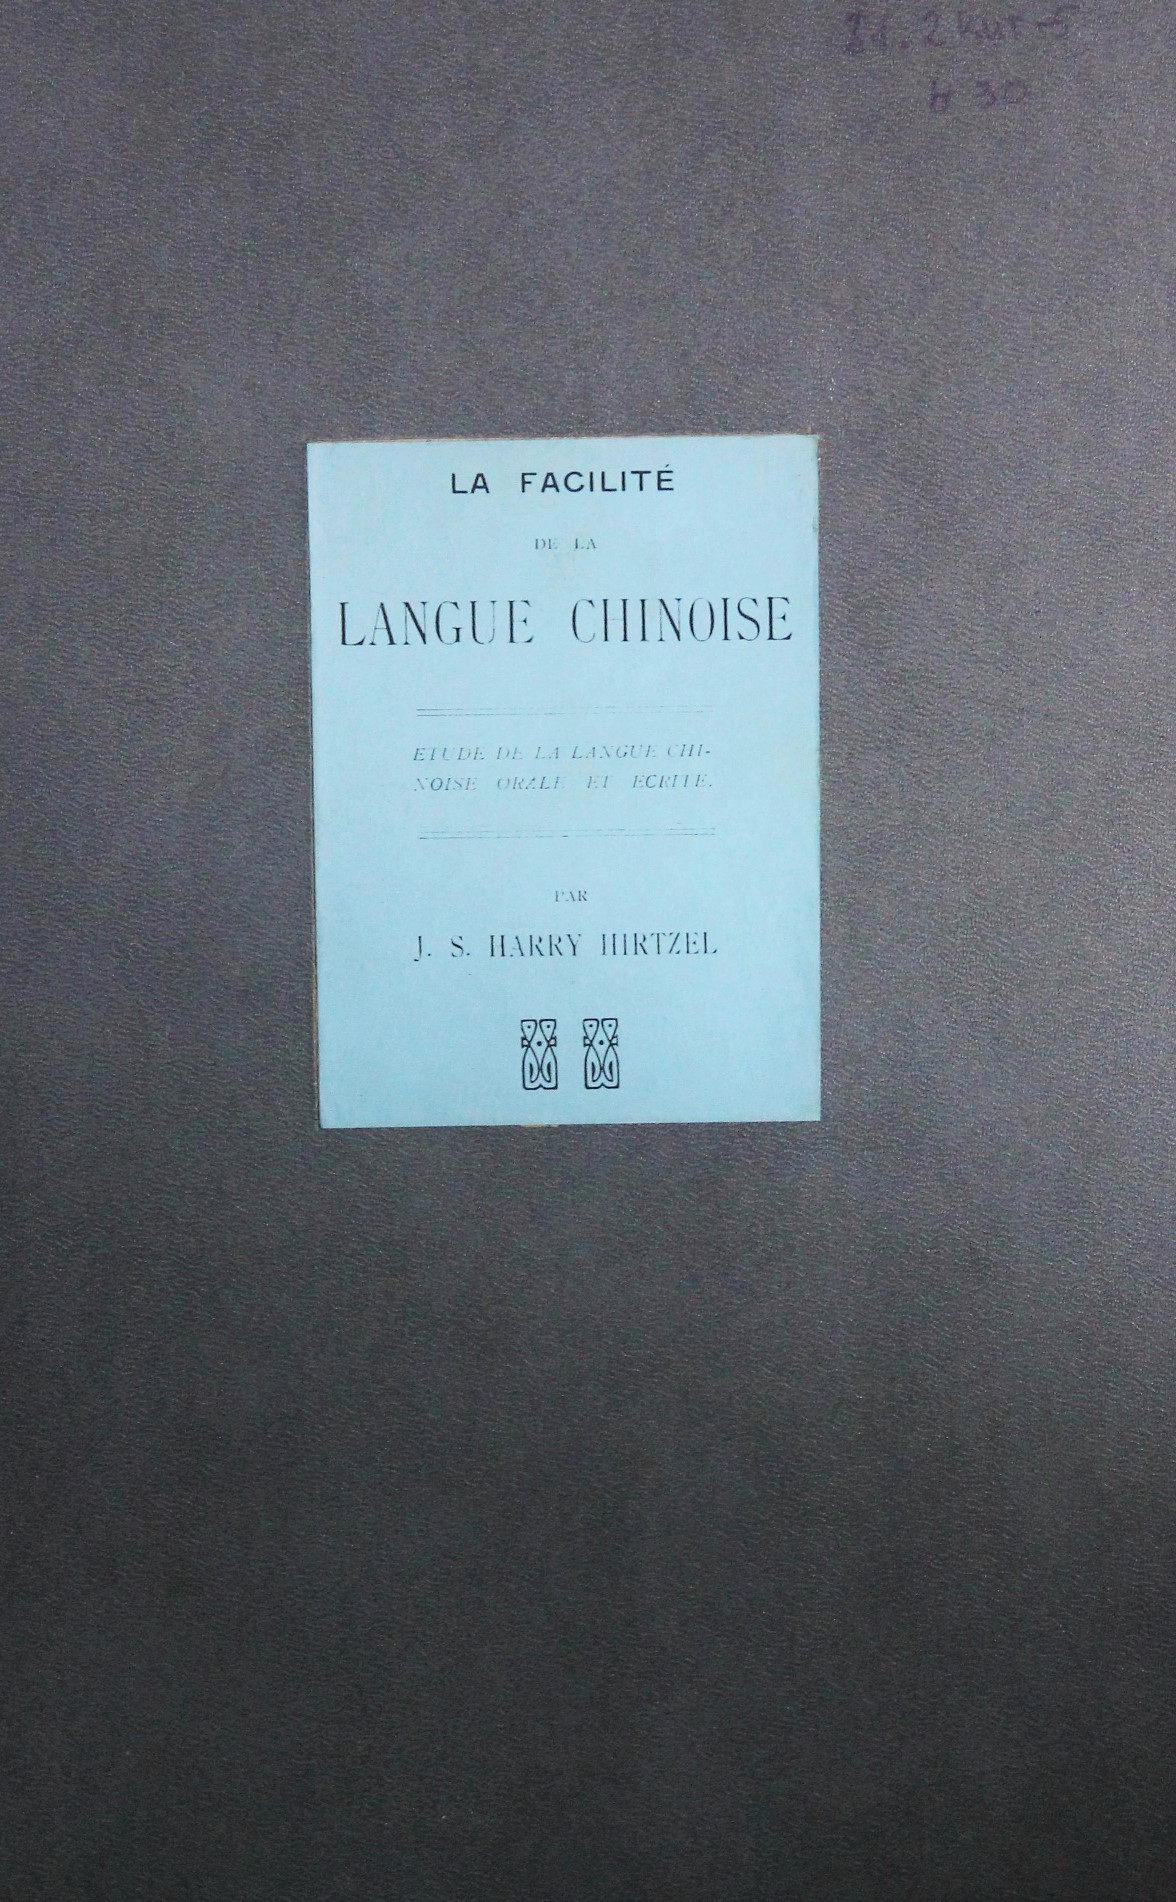 LA FACILITÉ
DE LA
LANGUE CHINOISE
ETUDE DE LA LANGUE CHI-
NOISE ORALE ET ECRITE.
PAR
J. S. HARRY HIRTZEL